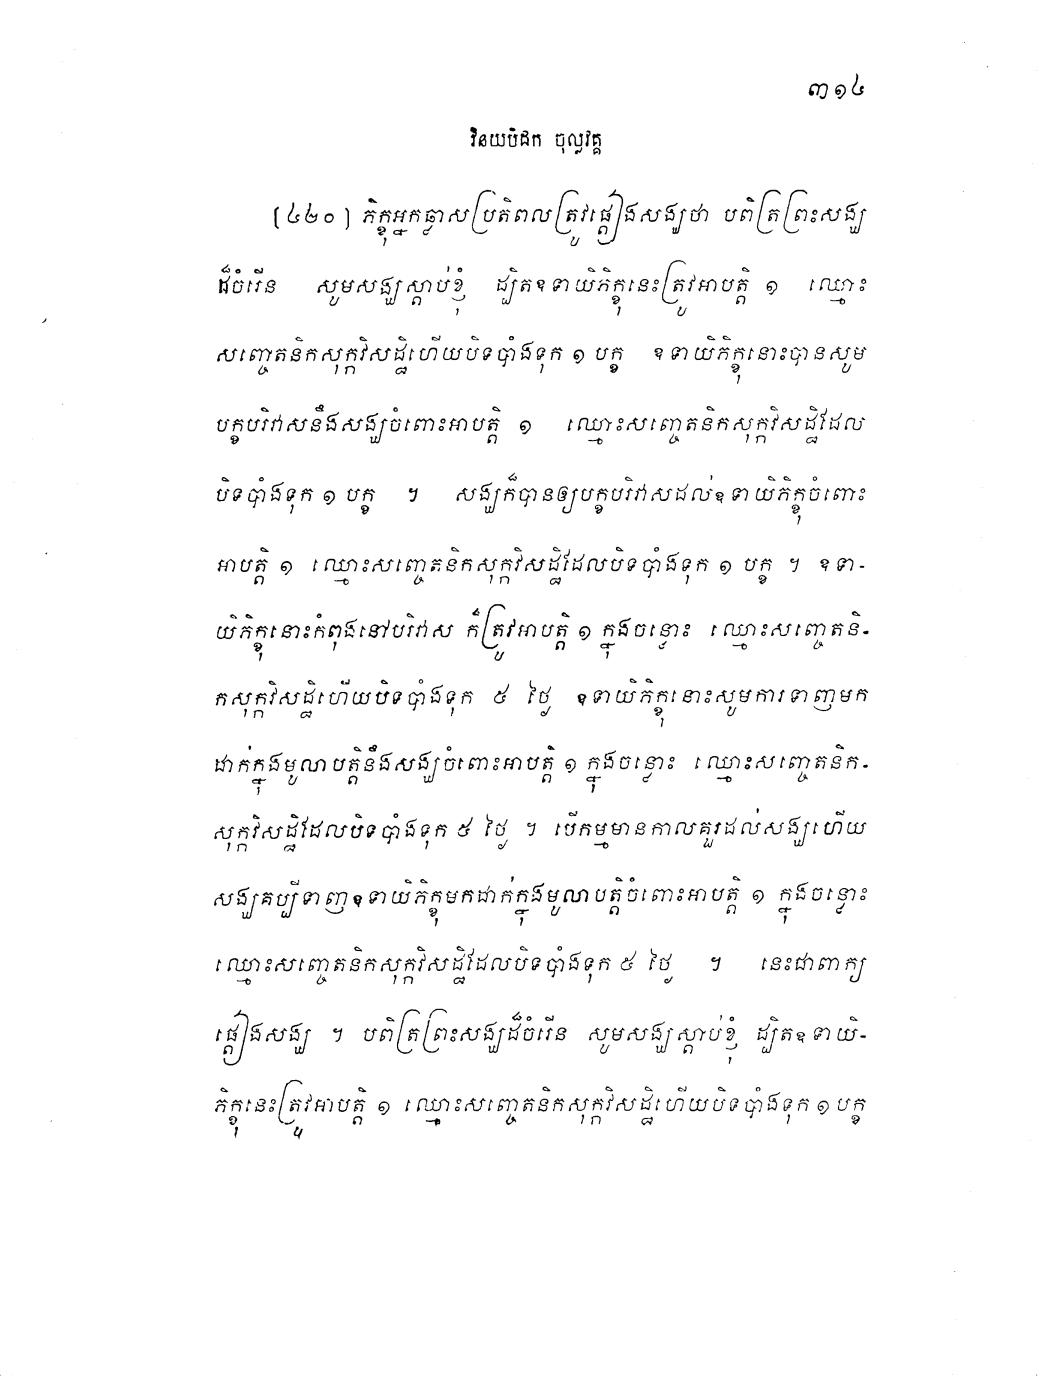 ៣១៤
វិនយបិដក ចុល្លវគ្គ
[៤២០] ភិក្ខុអ្នកឆ្លាសប្រតិពលត្រូវផ្តៀងសង្ឃថា បពិត្រព្រះសង្ឃ
ដ៏ចំរើន សូមសង្ឃស្តាប់ខ្ញុំ ដ្បិតឧទាយិភិក្ខុនេះត្រូវអាបត្តិ ១ ឈ្មោះ
សញ្ចេតនិកសុក្កវិសដ្ឋិហើយបិទបាំងទុក ១ បក្ខ ឧទាយិភិក្ខុនោះបានសូម
បក្ខបរិវាសនឹងសង្ឃចំពោះអាបត្តិ ១ ឈ្មោះសញ្ចេតនិកសុក្កវិសដ្ឋិដែល
បិទបាំងទុក ១ បក្ខ ។ សង្ឃក៏បានឲ្យបក្ខបរិវាសដល់ឧទាយិភិក្ខុចំពោះ
អាបត្តិ ១ ឈ្មោះសញ្ចេតនិកសុក្កវិសដ្ឋិដែលបិទបាំងទុក ១ បក្ខ ។ ឧទា-
យិភិក្ខុនោះកំពុងនៅបរិវាស ក៏ត្រូវអាបត្តិ ១ ក្នុងចន្លោះ ឈ្មោះសញ្ចេតនិ-
កសុក្កវិសដ្ឋិហើយបិទបាំងទុក ៥ ថ្ងៃ ឧទាយិភិក្ខុនោះសូមការទាញមក
ដាក់ក្នុងមូលាបត្តិនឹងសង្ឃចំពោះអាបត្តិ ១ ក្នុងចន្លោះ ឈ្មោះសញ្ចេតនិក-
សុក្កវិសដ្ឋិដែលបិទបាំងទុក ៥ ថ្ងៃ ។ បើកម្មមានកាលគួរដល់សង្ឃហើយ
សង្ឃគប្បីទាញឧទាយិភិក្ខុមកដាក់ក្នុងមូលាបត្តិចំពោះអាបត្តិ ១ ក្នុងចន្លោះ
ឈ្មោះសញ្ចេតនិកសុក្កវិសដ្ឋិដែលបិទបាំងទុក ៥ ថ្ងៃ ។ នេះជាពាក្យ
ផ្តៀងសង្ឃ ។ បពិត្រព្រះសង្ឃដ៏ចំរើន សូមសង្ឃស្តាប់ខ្ញុំ ដ្បិតឧទាយិ-
ភិក្ខុនេះត្រូវអាបត្តិ ១ ឈ្មោះសញ្ចេតនិកសុក្កវិសដ្ឋិហើយបិទបាំងទុក ១ បក្ខ